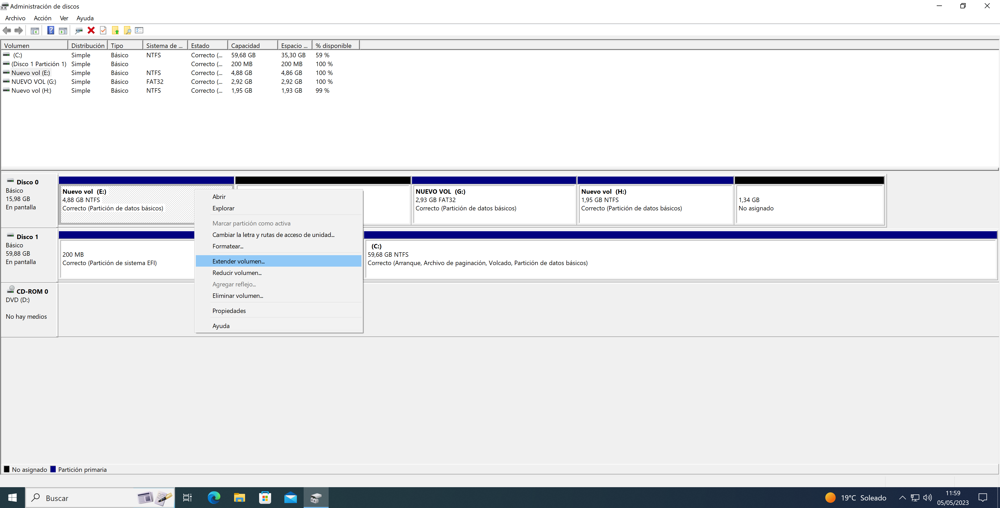 Administración de discos
Archivo Acción Ver Ayuda
Volumen Distribución Tipo Sistema de ... Estado Capacidad Espacio ... % disponible
(C:) Simple Básico NTFS Correcto (... 59,68 GB 35,30 GB 59 %
(Disco 1 Partición 1) Simple Básico Correcto (... 200 MB 200 MB 100 %
Nuevo vol (E:) Simple Básico NTFS Correcto (... 4,88 GB 4,86 GB 100 %
NUEVO VOL (G:) Simple Básico FAT32 Correcto (... 2,92 GB 2,92 GB 100 %
Nuevo vol (H:) Simple Básico NTFS Correcto (... 1,95 GB 1,93 GB 99 %
Disco 0
Básico
15,98 GB
En pantalla
Nuevo vol (E:)
4,88 GB NTFS
Correcto (Partición de datos básicos)
NUEVO VOL (G:)
2,93 GB FAT32
Correcto (Partición de datos básicos)
Nuevo vol (H:)
1,95 GB NTFS
Correcto (Partición de datos básicos)
1,34 GB
No asignado
Abrir
Explorar
Marcar partición como activa
Cambiar la letra y rutas de acceso de unidad...
Formatear...
Extender volumen...
Reducir volumen...
Agregar reflejo...
Eliminar volumen...
Propiedades
Ayuda
Disco 1
Básico
59,88 GB
En pantalla
200 MB
Correcto (Partición de sistema EFI)
(C:)
59,68 GB NTFS
Correcto (Arranque, Archivo de paginación, Volcado, Partición de datos básicos)
CD-ROM 0
DVD (D:)
No hay medios
No asignado Partición primaria
Buscar
19°C Soleado
11:59
05/05/2023